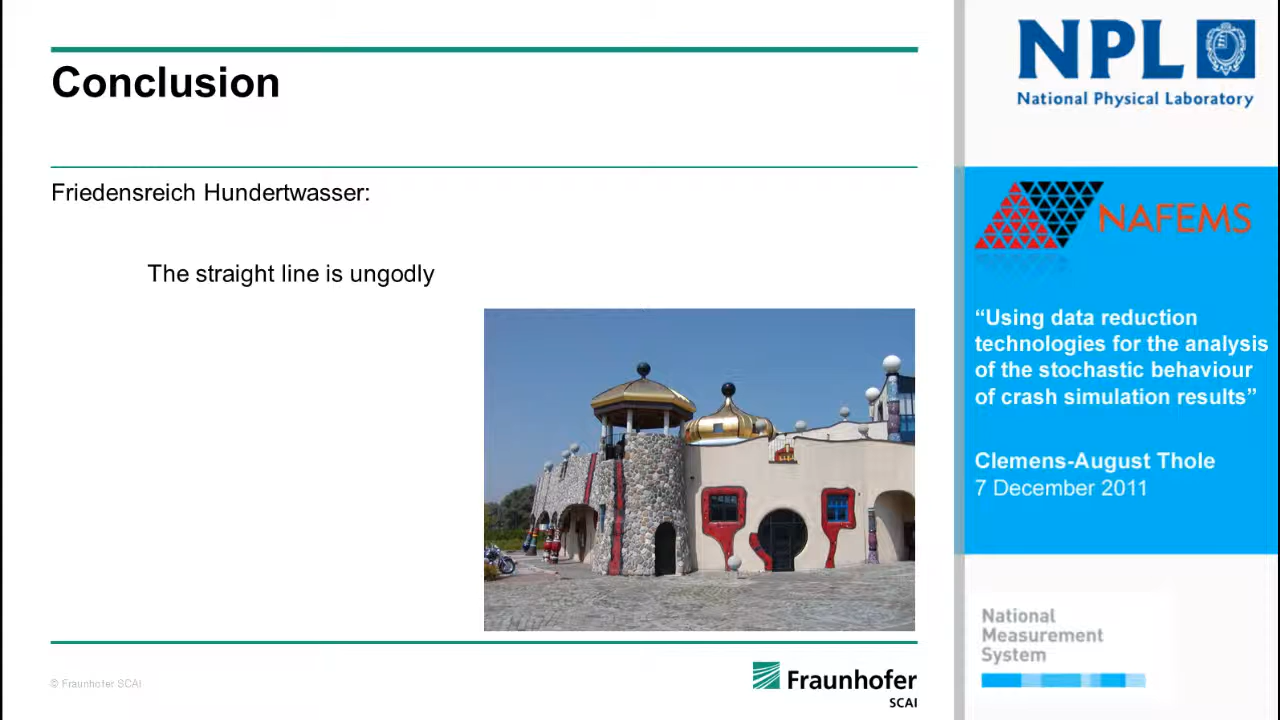 Conclusion
Friedensreich Hundertwasser:
The straight line is ungodly
© Fraunhofer SCAI
Fraunhofer
SCAI
NPL
National Physical Laboratory
NAFEMS
“Using data reduction
technologies for the analysis
of the stochastic behaviour
of crash simulation results”
Clemens-August Thole
7 December 2011
National
Measurement
System